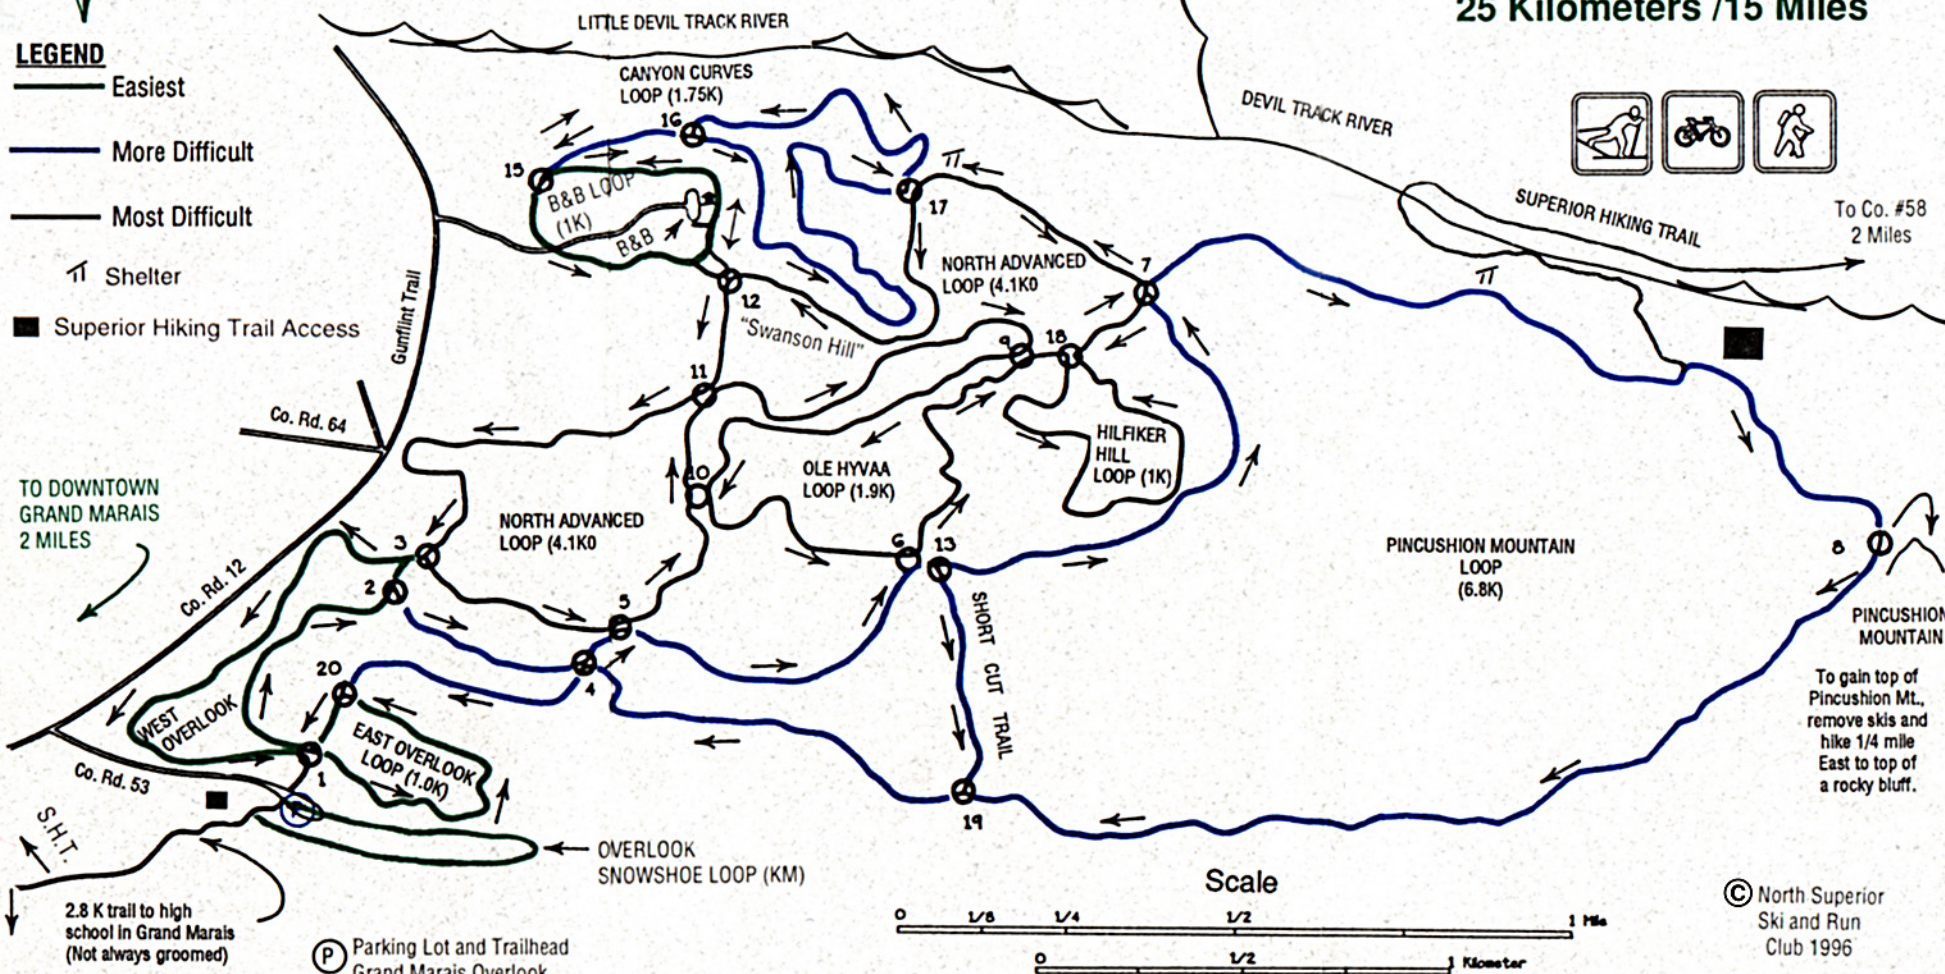 25 Kilometers /15 Miles
LITTLE DEVIL TRACK RIVER
LEGEND
Easiest
More Difficult
Most Difficult
Shelter
Superior Hiking Trail Access
CANYON CURVES
LOOP (1.75K)
DEVIL TRACK RIVER
SUPERIOR HIKING TRAIL
To Co. #58
2 Miles
16
15
B&B LOOP
(1K)
B&B
17
12
"Swanson Hill"
NORTH ADVANCED
LOOP (4.1K0
7
Gunflint Trail
9
18
11
Co. Rd. 64
HILFIKER
HILL
LOOP (1K)
10
OLE HYVAA
LOOP (1.9K)
TO DOWNTOWN
GRAND MARAIS
2 MILES
NORTH ADVANCED
LOOP (4.1K0
3
6
13
PINCUSHION MOUNTAIN
LOOP
(6.8K)
8
Co. Rd. 12
2
5
SHORT CUT TRAIL
PINCUSHION
MOUNTAIN
To gain top of
Pincushion Mt.,
remove skis and
hike 1/4 mile
East to top of
a rocky bluff.
20
4
WEST
OVERLOOK
EAST OVERLOOK
LOOP (1.0K)
1
Co. Rd. 53
19
S.H.T.
P
OVERLOOK
SNOWSHOE LOOP (KM)
2.8 K trail to high
school in Grand Marais
(Not always groomed)
P Parking Lot and Trailhead
Grand Marais Overlook
Scale
0 1/8 1/4 1/2 1 Mile
0 1/2 1 Kilometer
© North Superior
Ski and Run
Club 1996